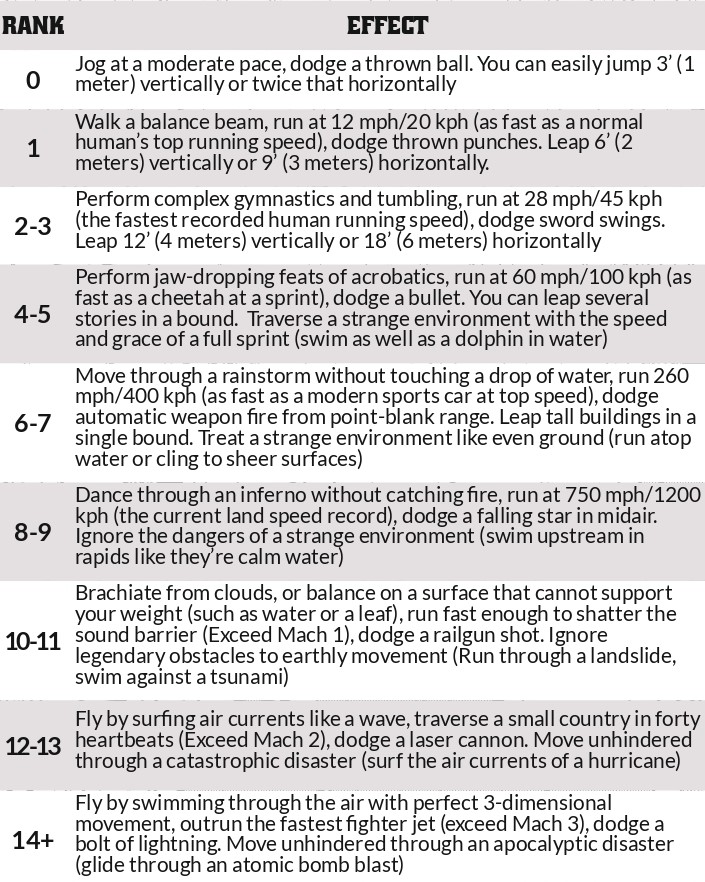 RANK EFFECT
0
Jog at a moderate pace, dodge a thrown ball. You can easily jump 3’ (1
meter) vertically or twice that horizontally
1
Walk a balance beam, run at 12 mph/20 kph (as fast as a normal
human’s top running speed), dodge thrown punches. Leap 6’ (2
meters) vertically or 9’ (3 meters) horizontally.
2-3
Perform complex gymnastics and tumbling, run at 28 mph/45 kph
(the fastest recorded human running speed), dodge sword swings.
Leap 12’ (4 meters) vertically or 18’ (6 meters) horizontally
4-5
Perform jaw-dropping feats of acrobatics, run at 60 mph/100 kph (as
fast as a cheetah at a sprint), dodge a bullet. You can leap several
stories in a bound.  Traverse a strange environment with the speed
and grace of a full sprint (swim as well as a dolphin in water)
6-7
Move through a rainstorm without touching a drop of water, run 260
mph/400 kph (as fast as a modern sports car at top speed), dodge
automatic weapon fire from point-blank range. Leap tall buildings in a
single bound. Treat a strange environment like even ground (run atop
water or cling to sheer surfaces)
8-9
Dance through an inferno without catching fire, run at 750 mph/1200
kph (the current land speed record), dodge a falling star in midair.
Ignore the dangers of a strange environment (swim upstream in
rapids like they’re calm water)
10-11
Brachiate from clouds, or balance on a surface that cannot support
your weight (such as water or a leaf), run fast enough to shatter the
sound barrier (Exceed Mach 1), dodge a railgun shot. Ignore
legendary obstacles to earthly movement (Run through a landslide,
swim against a tsunami)
12-13
Fly by surfing air currents like a wave, traverse a small country in forty
heartbeats (Exceed Mach 2), dodge a laser cannon. Move unhindered
through a catastrophic disaster (surf the air currents of a hurricane)
14+
Fly by swimming through the air with perfect 3-dimensional
movement, outrun the fastest fighter jet (exceed Mach 3), dodge a
bolt of lightning. Move unhindered through an apocalyptic disaster
(glide through an atomic bomb blast)